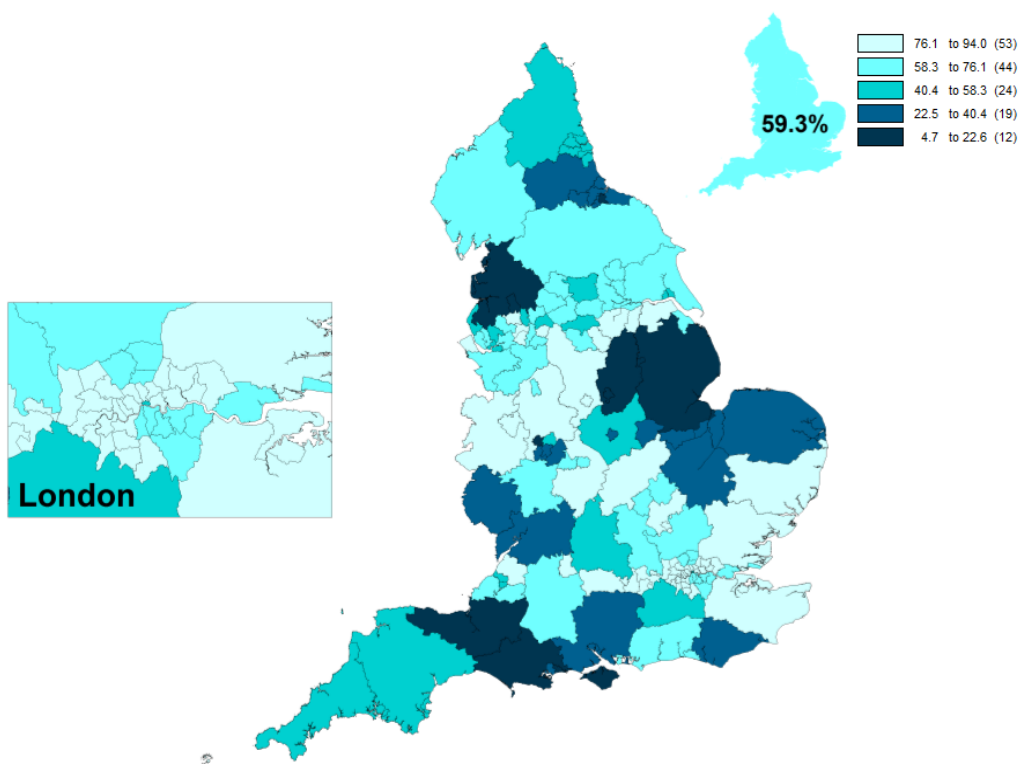 76.1 to 94.0 (53)
58.3 to 76.1 (44)
40.4 to 58.3 (24)
22.5 to 40.4 (19)
4.7 to 22.6 (12)
59.3%
London